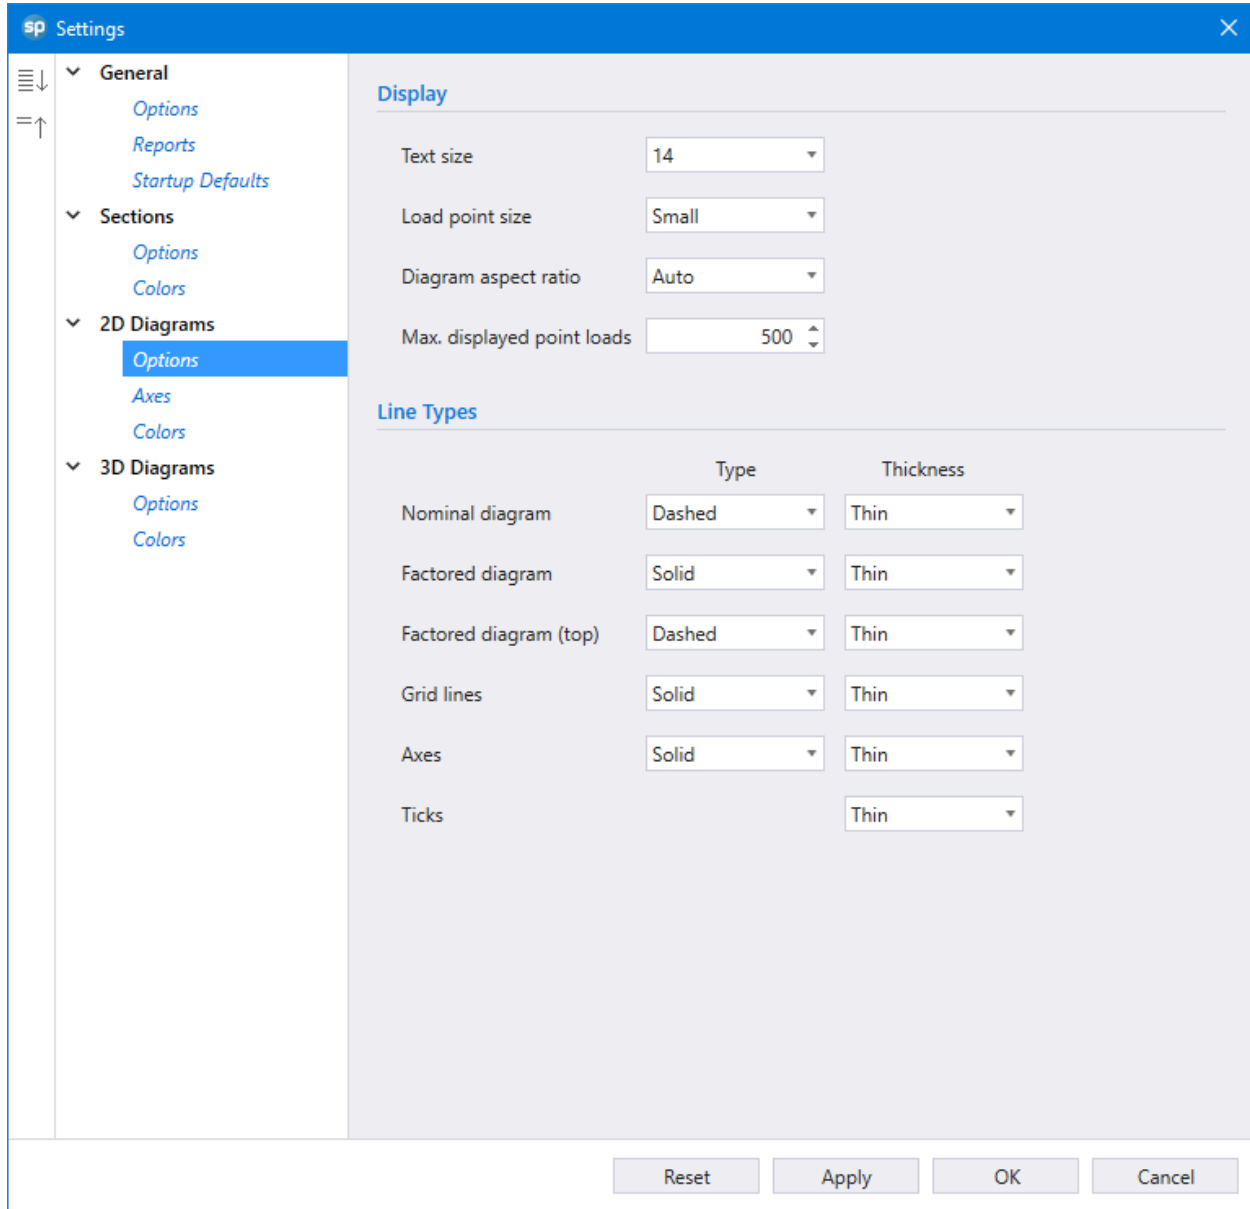 sp Settings
General
Options
Reports
Startup Defaults
Sections
Options
Colors
2D Diagrams
Options
Axes
Colors
3D Diagrams
Options
Colors
Display
Text size 14
Load point size Small
Diagram aspect ratio Auto
Max. displayed point loads 500
Line Types
Type Thickness
Nominal diagram Dashed Thin
Factored diagram Solid Thin
Factored diagram (top) Dashed Thin
Grid lines Solid Thin
Axes Solid Thin
Ticks Thin
Reset Apply OK Cancel